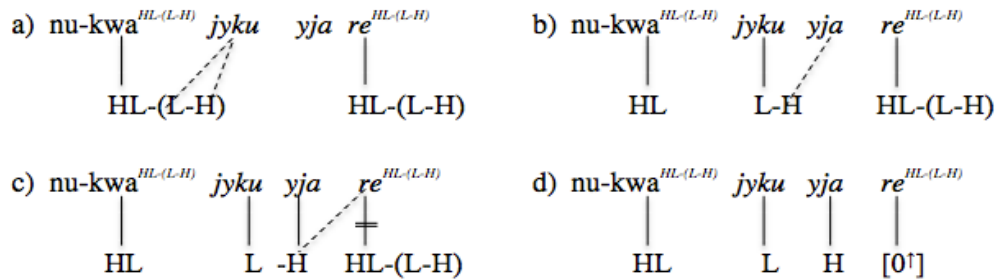 a) nu-kwa^HL-(L-H) jyku yja re^HL-(L-H)
HL-(L-H) HL-(L-H)
b) nu-kwa^HL-(L-H) jyku yja re^HL-(L-H)
HL L-H HL-(L-H)
c) nu-kwa^HL-(L-H) jyku yja re^HL-(L-H)
HL L -H HL-(L-H)
d) nu-kwa^HL-(L-H) jyku yja re^HL-(L-H)
HL L H [0↑]